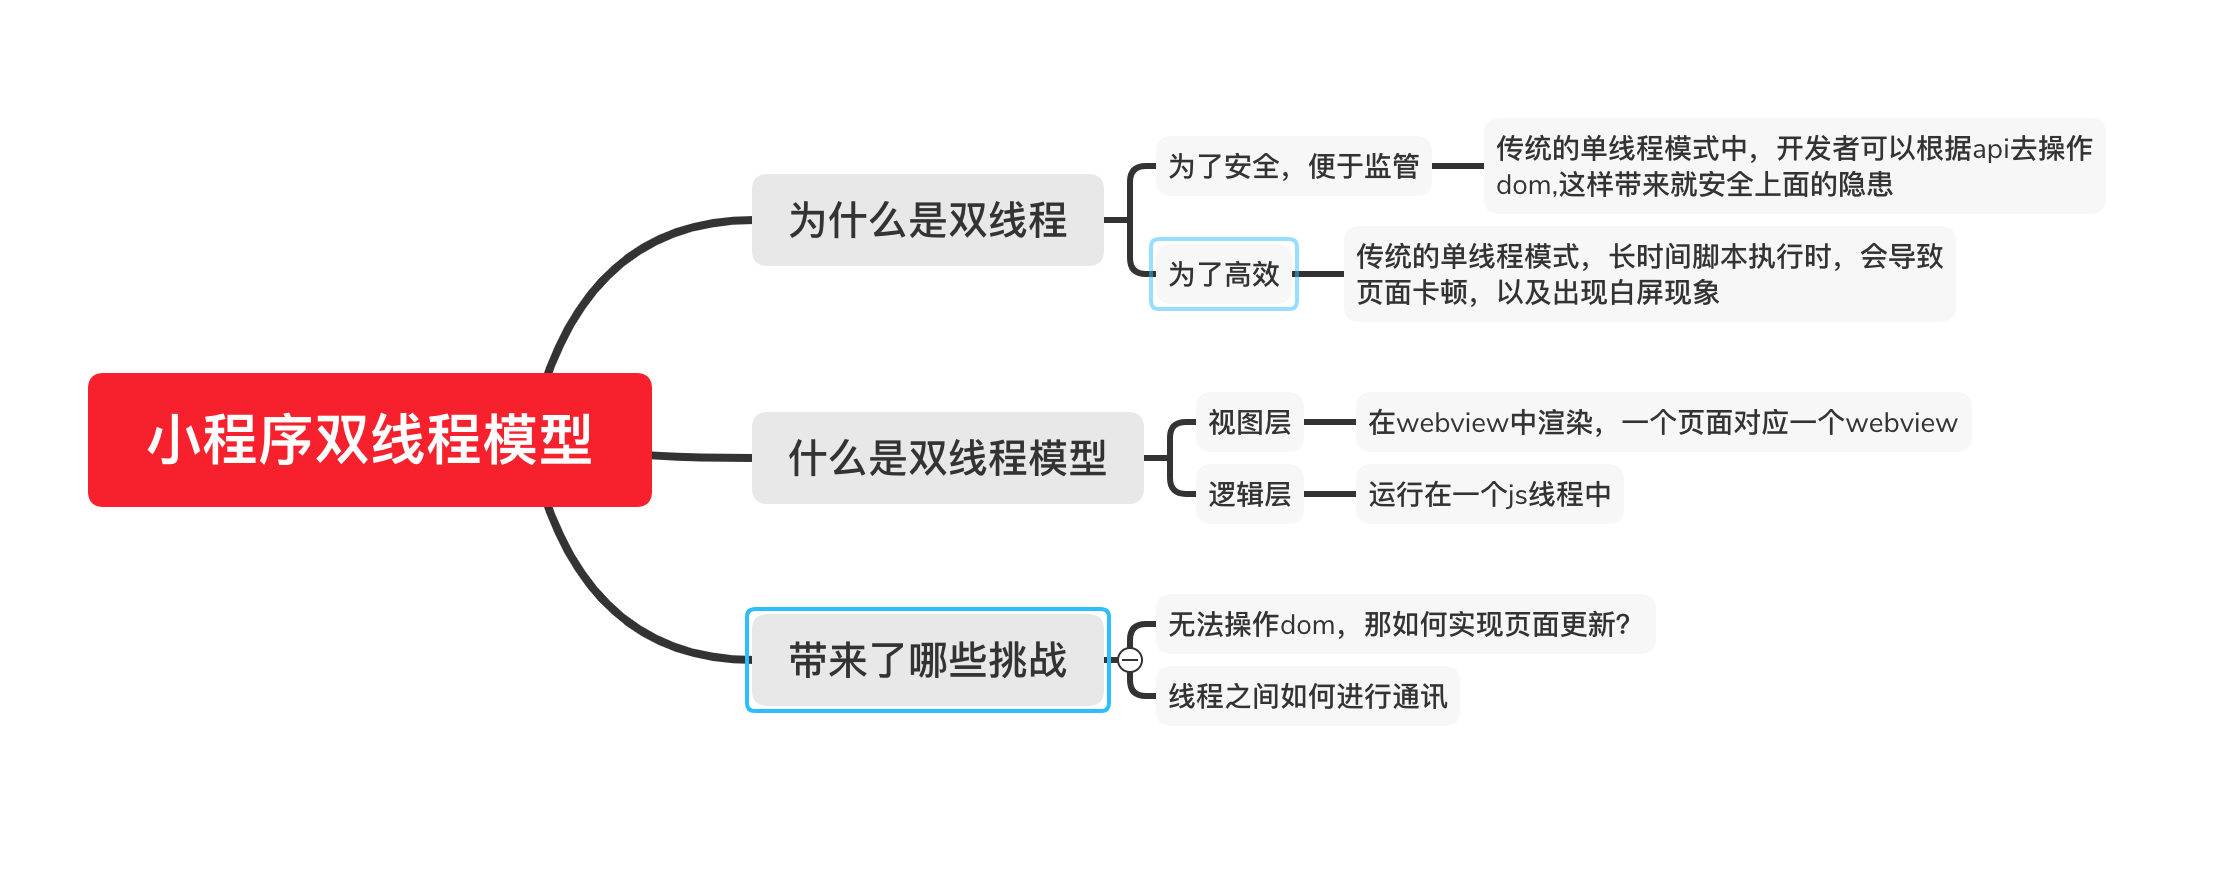 小程序双线程模型
为什么是双线程
为了安全，便于监管
传统的单线程模式中，开发者可以根据api去操作
dom,这样带来就安全上面的隐患
为了高效
传统的单线程模式，长时间脚本执行时，会导致
页面卡顿，以及出现白屏现象
什么是双线程模型
视图层
在webview中渲染，一个页面对应一个webview
逻辑层
运行在一个js线程中
带来了哪些挑战
无法操作dom，那如何实现页面更新？
线程之间如何进行通讯